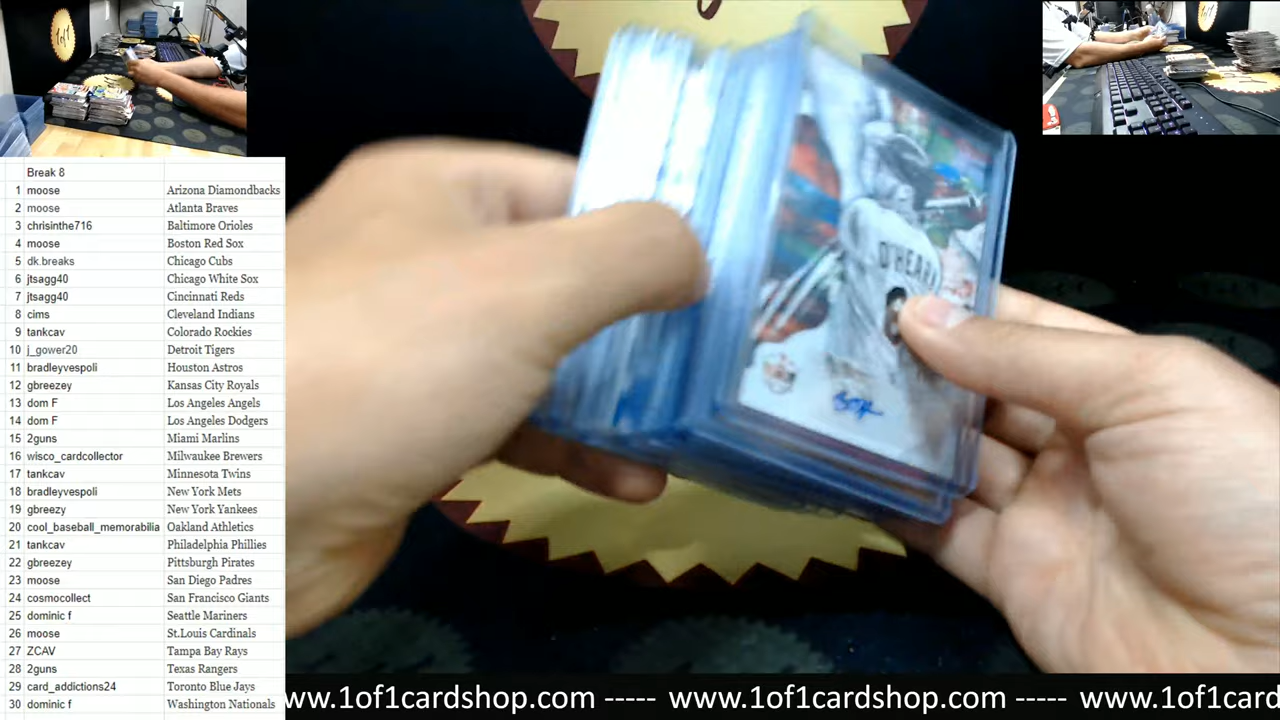 Break 8
1 moose Arizona Diamondbacks
2 moose Atlanta Braves
3 chrisinthe716 Baltimore Orioles
4 moose Boston Red Sox
5 dk.breaks Chicago Cubs
6 jtsagg40 Chicago White Sox
7 jtsagg40 Cincinnati Reds
8 cims Cleveland Indians
9 tankcav Colorado Rockies
10 j_gower20 Detroit Tigers
11 bradleyvespoli Houston Astros
12 gbreezey Kansas City Royals
13 dom F Los Angeles Angels
14 dom F Los Angeles Dodgers
15 2guns Miami Marlins
16 wisco_cardcollector Milwaukee Brewers
17 tankcav Minnesota Twins
18 bradleyvespoli New York Mets
19 gbreezy New York Yankees
20 cool_baseball_memorabilia Oakland Athletics
21 tankcav Philadelphia Phillies
22 gbreezey Pittsburgh Pirates
23 moose San Diego Padres
24 cosmocollect San Francisco Giants
25 dominic f Seattle Mariners
26 moose St.Louis Cardinals
27 ZCAV Tampa Bay Rays
28 2guns Texas Rangers
29 card_addictions24 Toronto Blue Jays
30 dominic f Washington Nationals
O'HEARN
www.1of1cardshop.com ----- www.1of1cardshop.com ----- www.1of1cards